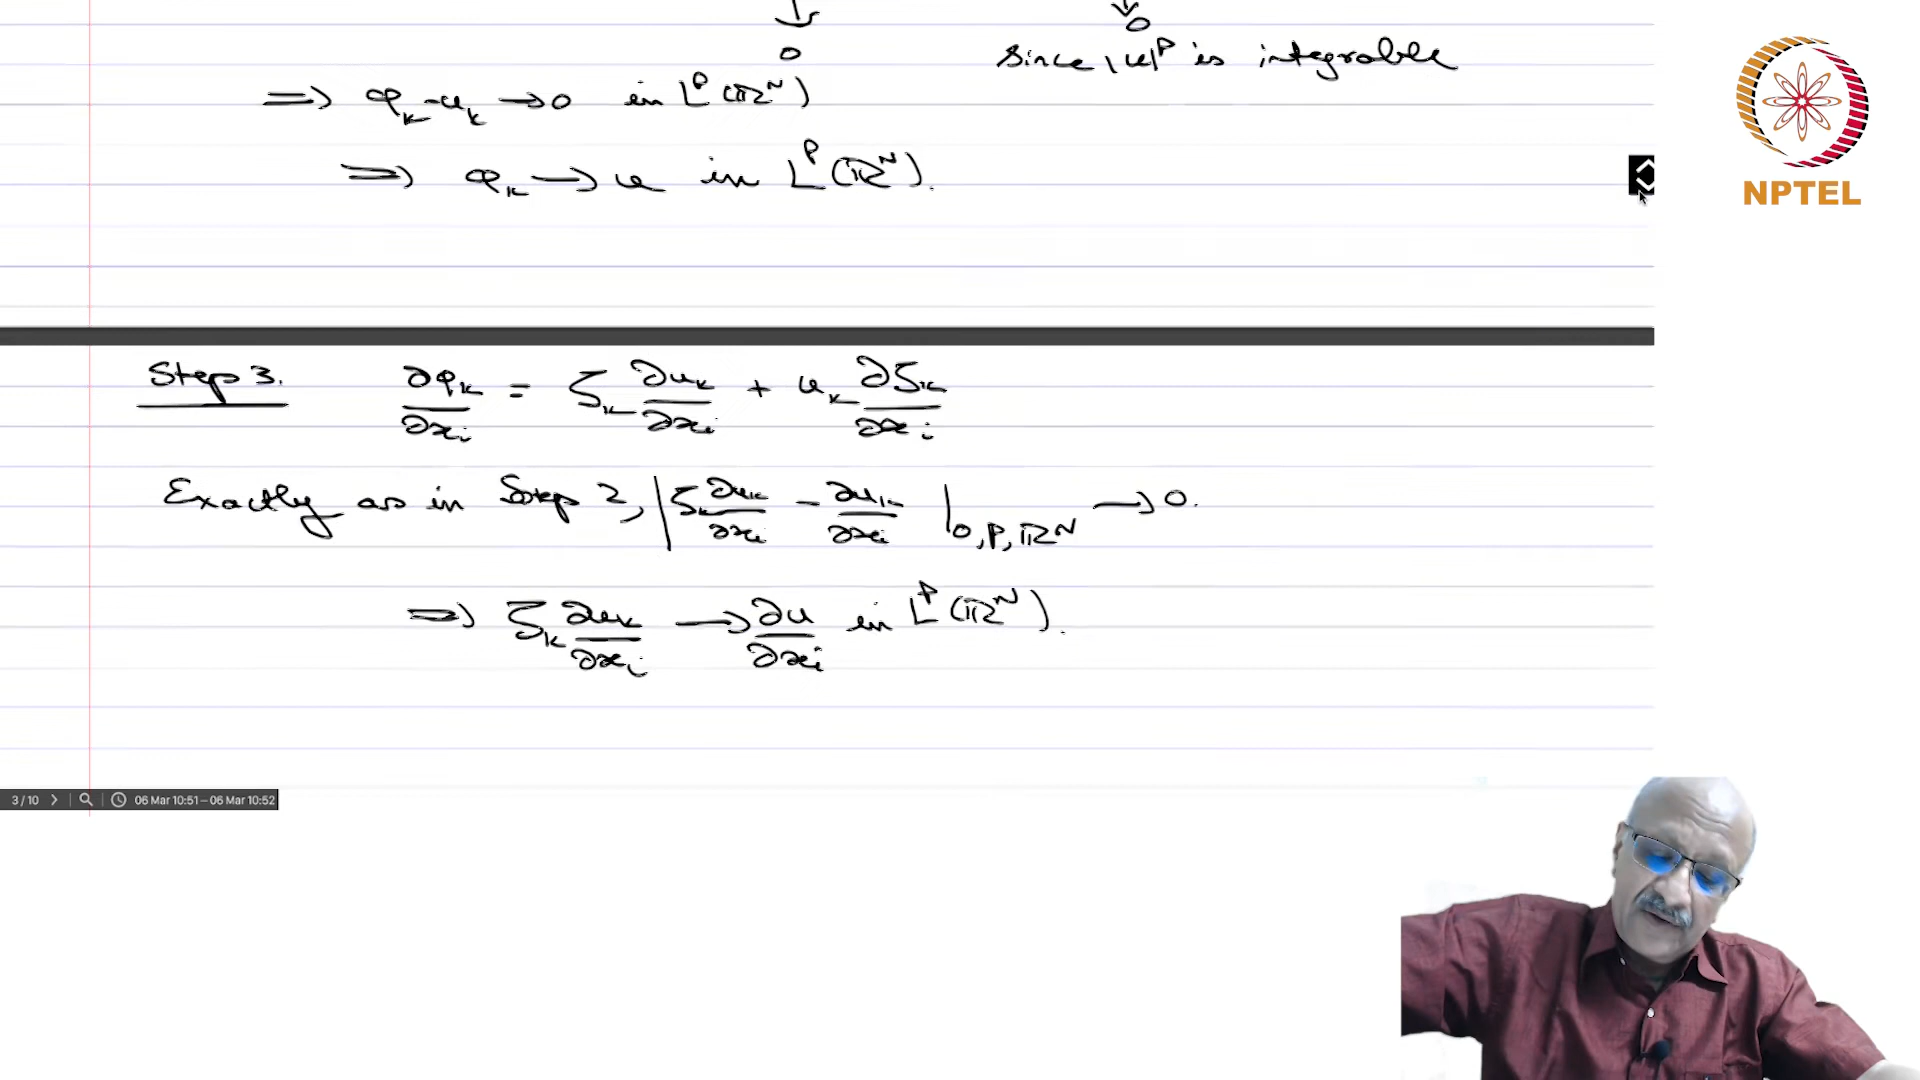 0
0
since |u|^p is integrable
⟹ φ_k - u_k → 0 in L^p(ℝ^N)
⟹ φ_k → u in L^p(ℝ^N).
NPTEL
Step 3. ∂φ_k/∂x_i = ζ_k ∂u_k/∂x_i + u_k ∂ζ_k/∂x_i
Exactly as in Step 2, |ζ_k ∂u_k/∂x_i - ∂u_k/∂x_i|_{0,p,ℝ^N} → 0.
⟹ ζ_k ∂u_k/∂x_i → ∂u/∂x_i in L^p(ℝ^N).
3 / 10 06 Mar 10:51 – 06 Mar 10:52